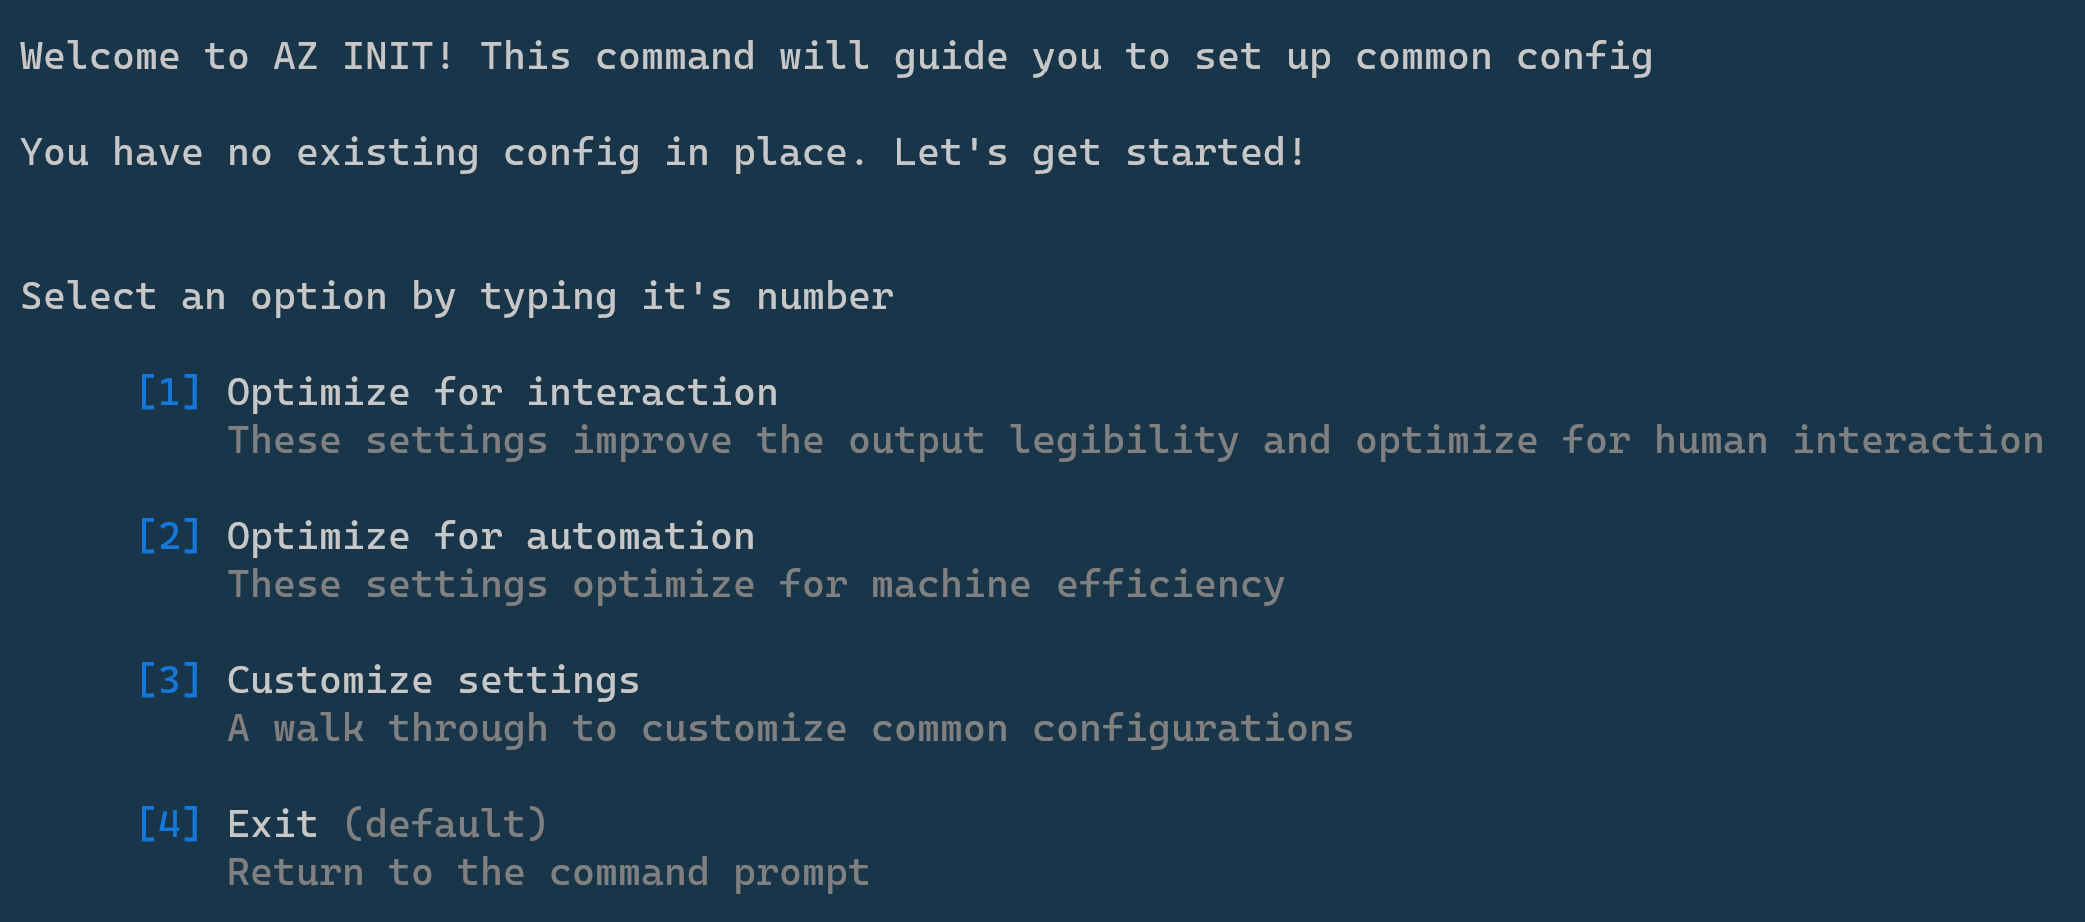 Welcome to AZ INIT! This command will guide you to set up common config
You have no existing config in place. Let's get started!
Select an option by typing it's number
[1] Optimize for interaction
These settings improve the output legibility and optimize for human interaction
[2] Optimize for automation
These settings optimize for machine efficiency
[3] Customize settings
A walk through to customize common configurations
[4] Exit (default)
Return to the command prompt